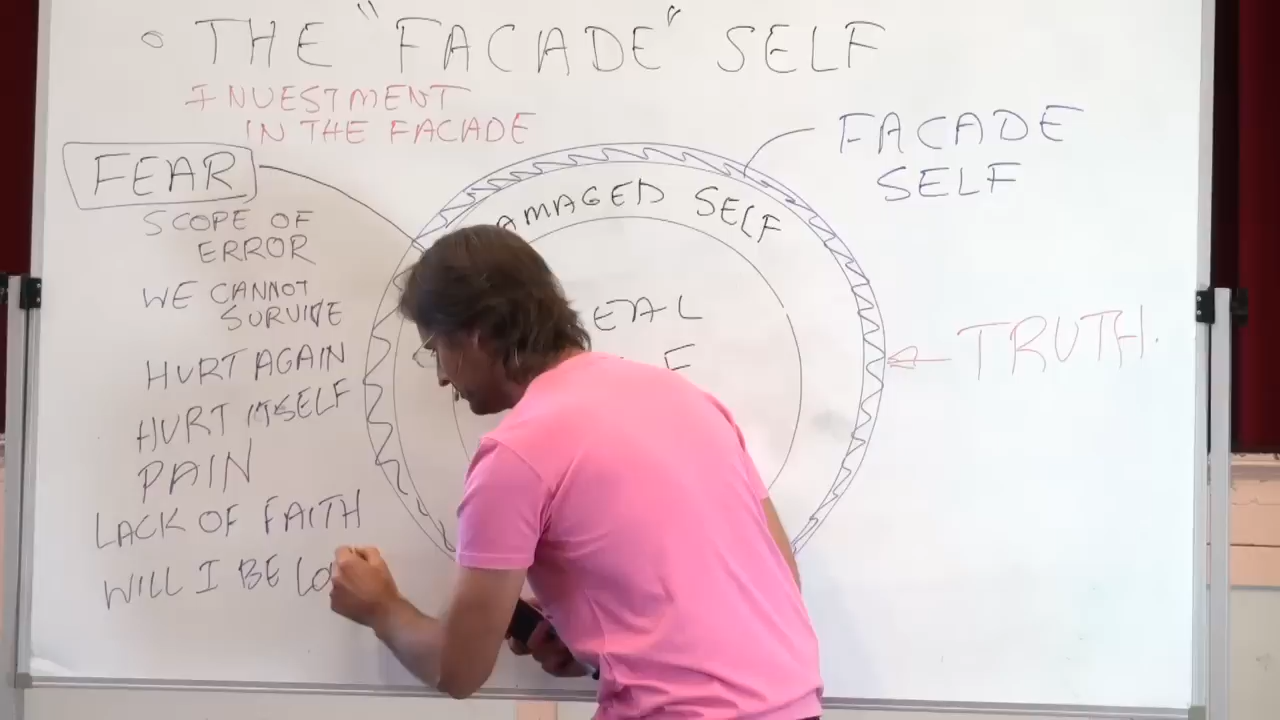 • THE "FACADE" SELF
INVESTMENT
IN THE FACADE
FEAR
SCOPE OF
ERROR
WE CANNOT
SURVIVE
HURT AGAIN
HURT ITSELF
PAIN
LACK OF FAITH
WILL I BE LO
FACADE
SELF
AMAGED SELF
EAL
F
TRUTH.